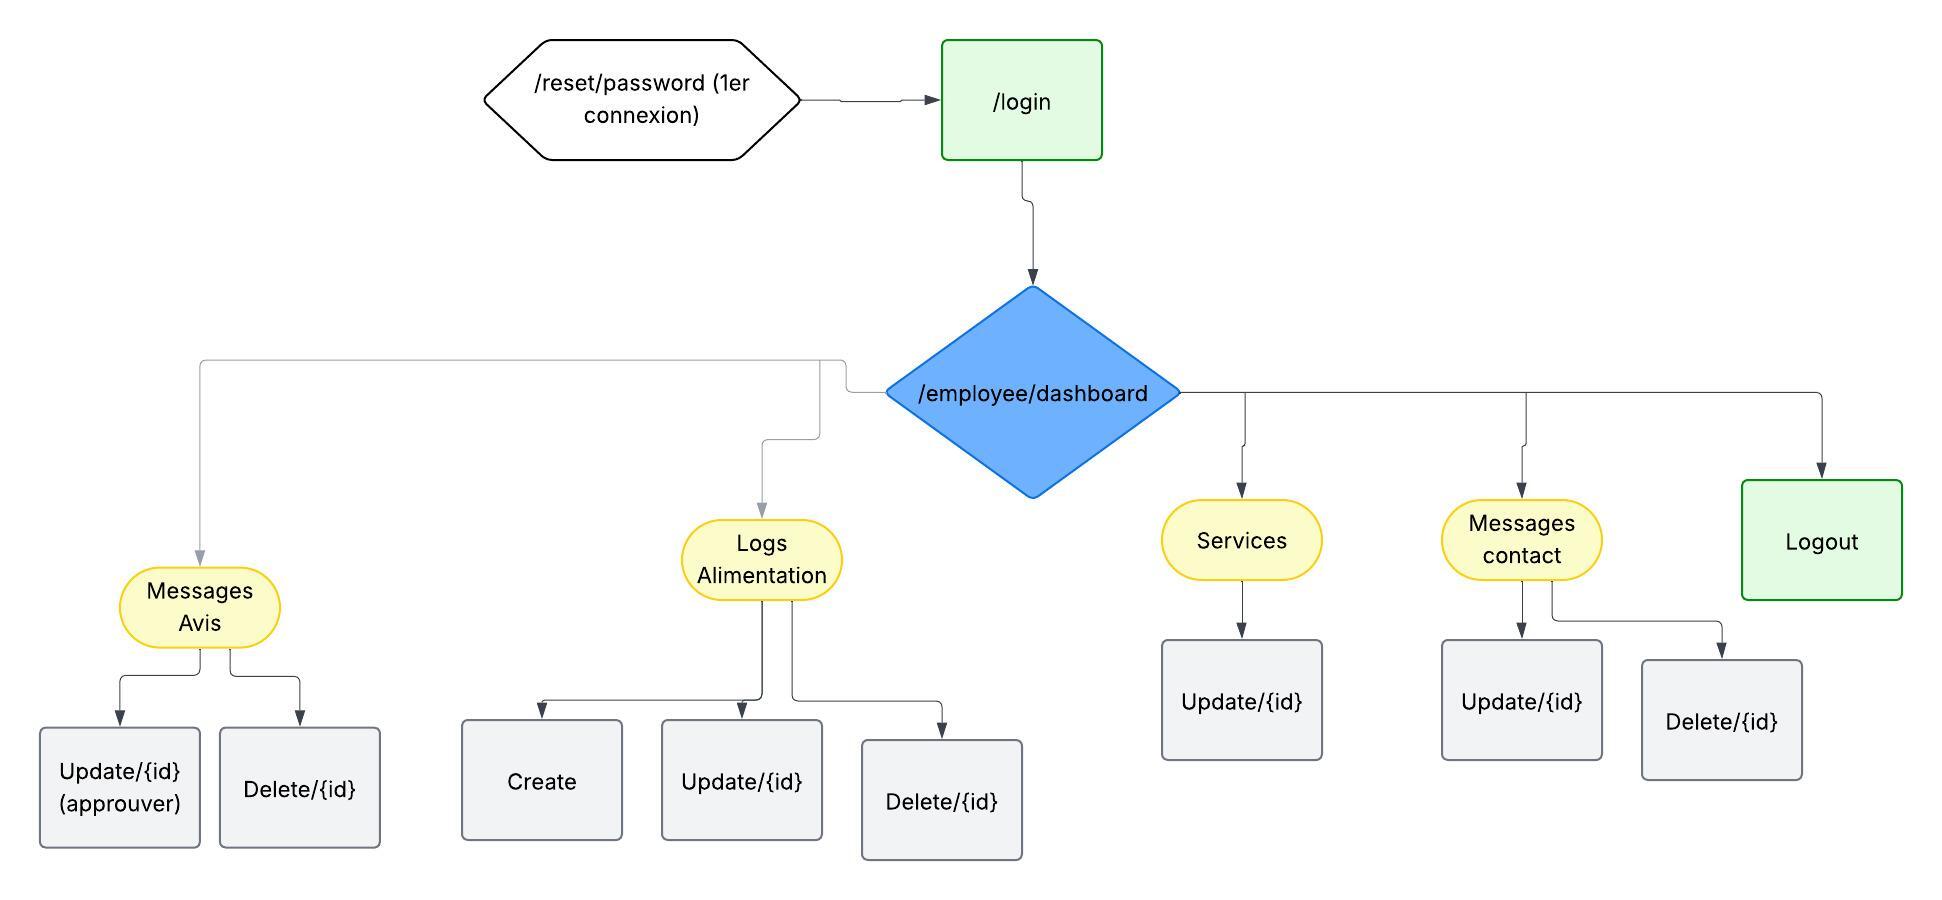 /reset/password (1er
connexion)
/login
/employee/dashboard
Messages
Avis
Logs
Alimentation
Services
Messages
contact
Logout
Update/{id}
(approuver)
Delete/{id}
Create
Update/{id}
Delete/{id}
Update/{id}
Update/{id}
Delete/{id}